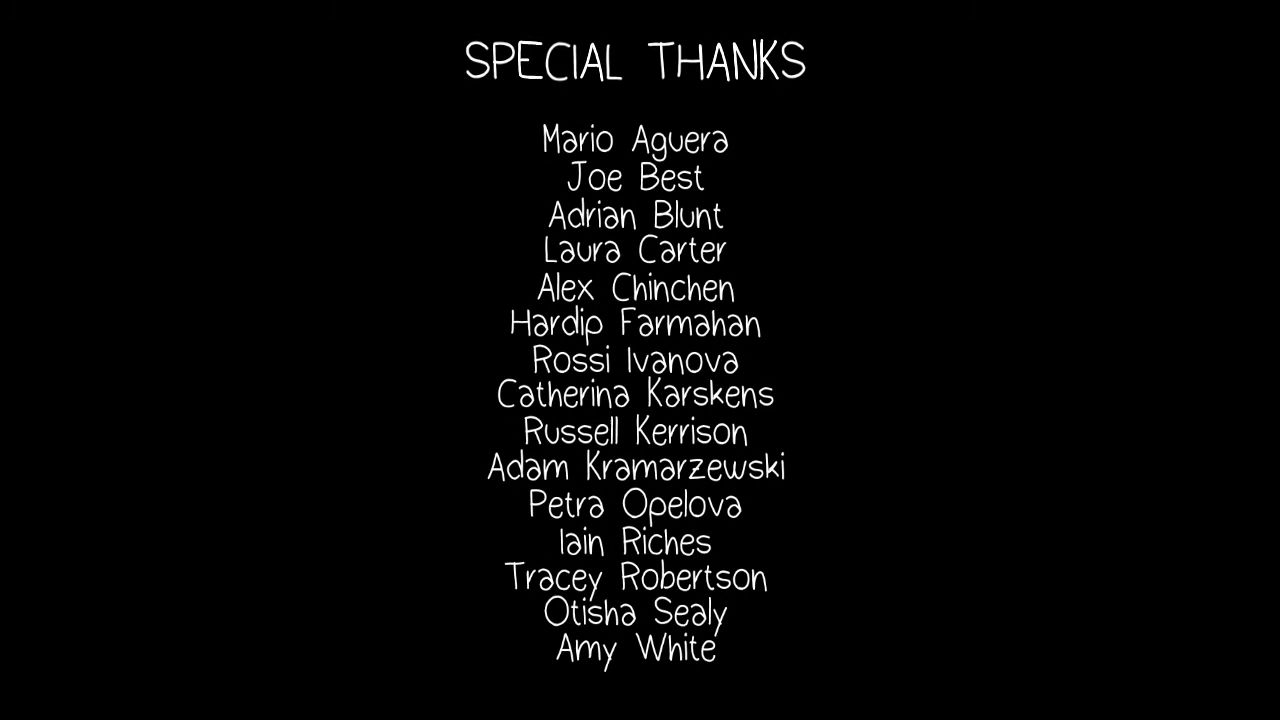 SPECIAL THANKS
Mario Aguera
Joe Best
Adrian Blunt
Laura Carter
Alex Chinchen
Hardip Farmahan
Rossi Ivanova
Catherina Karskens
Russell Kerrison
Adam Kramarzewski
Petra Opelova
Iain Riches
Tracey Robertson
Otisha Sealy
Amy White